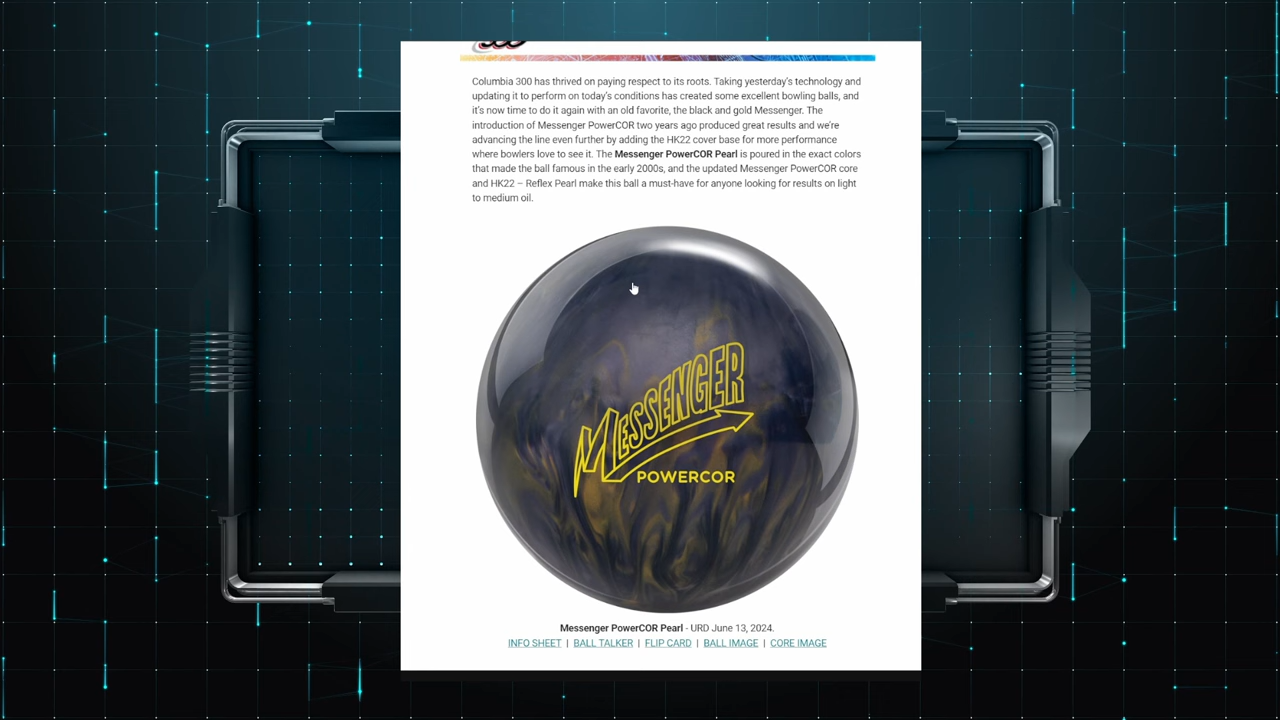 Columbia 300 has thrived on paying respect to its roots. Taking yesterday's technology and
updating it to perform on today's conditions has created some excellent bowling balls, and
it's now time to do it again with an old favorite, the black and gold Messenger. The
introduction of Messenger PowerCOR two years ago produced great results and we're
advancing the line even further by adding the HK22 cover base for more performance
where bowlers love to see it. The Messenger PowerCOR Pearl is poured in the exact colors
that made the ball famous in the early 2000s, and the updated Messenger PowerCOR core
and HK22 – Reflex Pearl make this ball a must-have for anyone looking for results on light
to medium oil.
MESSENGER
POWERCOR
Messenger PowerCOR Pearl - URD June 13, 2024.
INFO SHEET | BALL TALKER | FLIP CARD | BALL IMAGE | CORE IMAGE